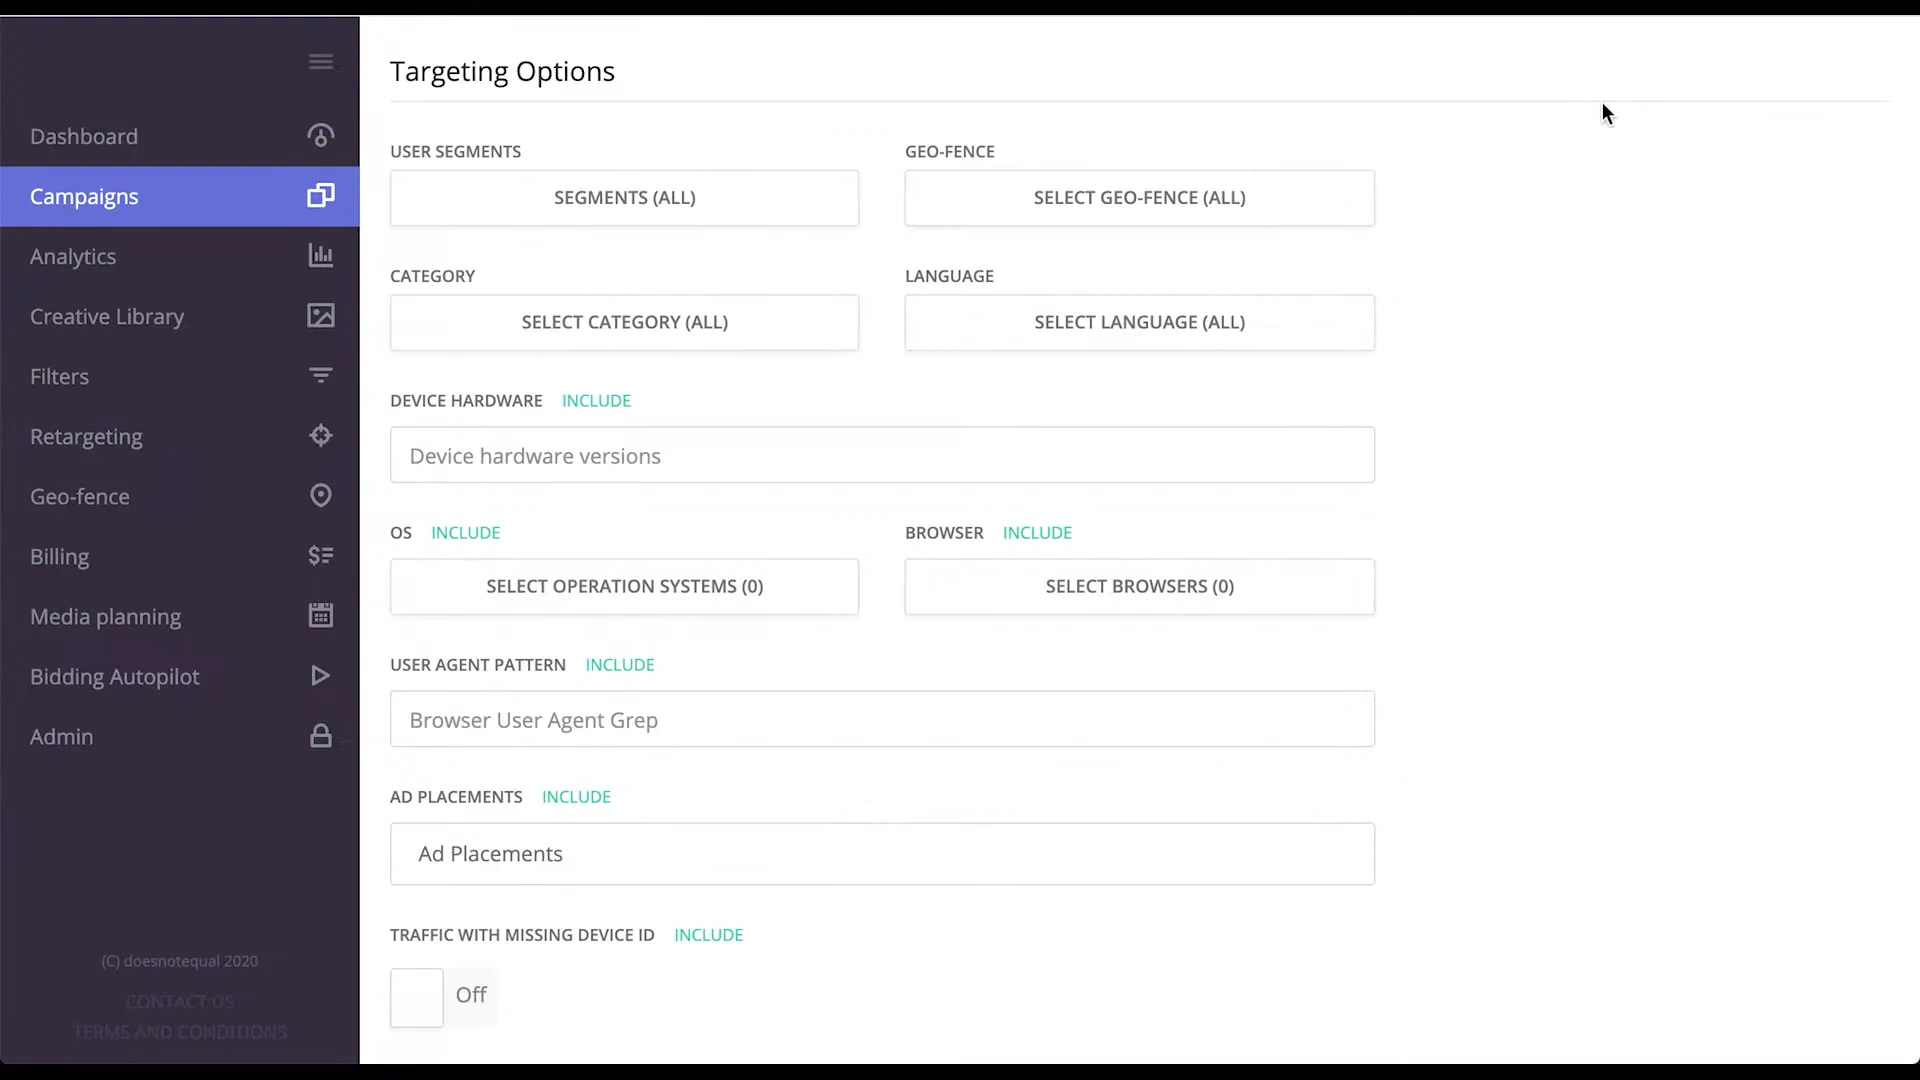 Dashboard
Campaigns
Analytics
Creative Library
Filters
Retargeting
Geo-fence
Billing
Media planning
Bidding Autopilot
Admin
(C) doesnotequal 2020
CONTACT US
TERMS AND CONDITIONS
Targeting Options
USER SEGMENTS
SEGMENTS (ALL)
GEO-FENCE
SELECT GEO-FENCE (ALL)
CATEGORY
SELECT CATEGORY (ALL)
LANGUAGE
SELECT LANGUAGE (ALL)
DEVICE HARDWARE INCLUDE
Device hardware versions
OS INCLUDE
SELECT OPERATION SYSTEMS (0)
BROWSER INCLUDE
SELECT BROWSERS (0)
USER AGENT PATTERN INCLUDE
Browser User Agent Grep
AD PLACEMENTS INCLUDE
Ad Placements
TRAFFIC WITH MISSING DEVICE ID INCLUDE
Off